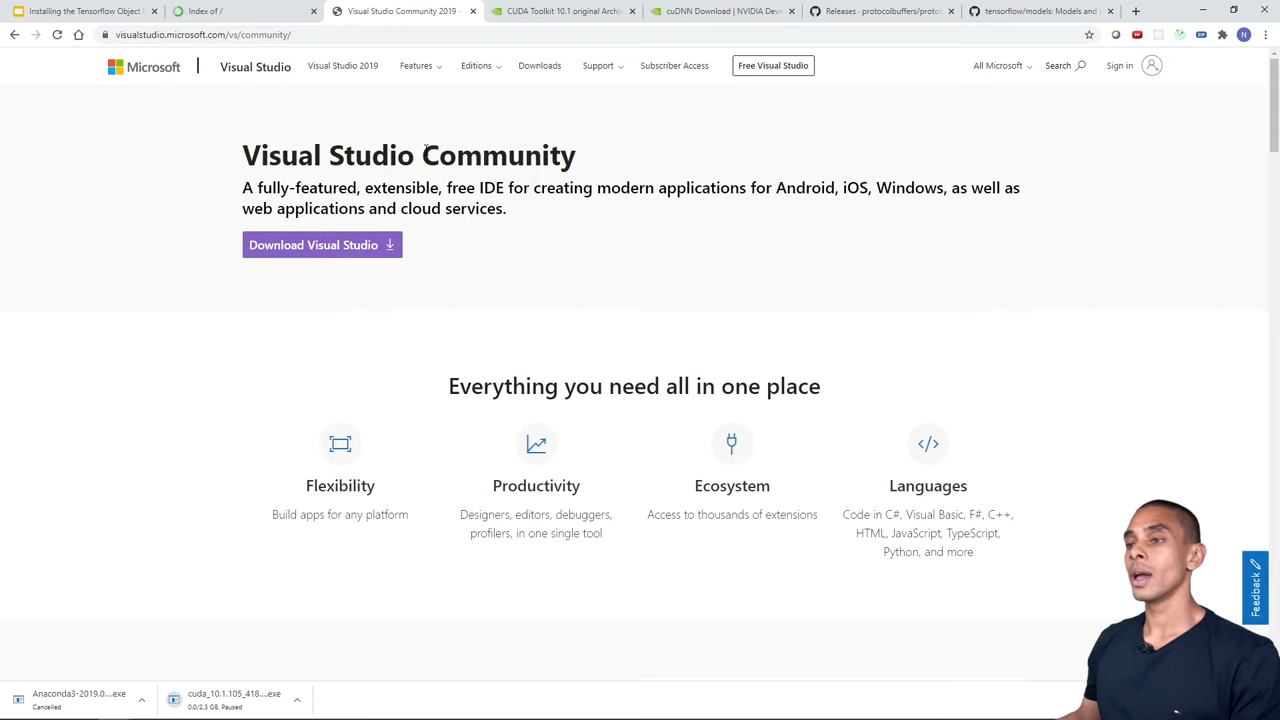 Installing the Tensorflow Object D
Index of /
Visual Studio Community 2019 -
CUDA Toolkit 10.1 original Archiv
cuDNN Download | NVIDIA Deve
Releases · protocolbuffers/protob
tensorflow/models: Models and e
visualstudio.microsoft.com/vs/community/
N
Microsoft
Visual Studio
Visual Studio 2019
Features
Editions
Downloads
Support
Subscriber Access
Free Visual Studio
All Microsoft
Search
Sign in
Visual Studio Community
A fully-featured, extensible, free IDE for creating modern applications for Android, iOS, Windows, as well as
web applications and cloud services.
Download Visual Studio
Everything you need all in one place
Flexibility
Build apps for any platform
Productivity
Designers, editors, debuggers,
profilers, in one single tool
Ecosystem
Access to thousands of extensions
Languages
Code in C#, Visual Basic, F#, C++,
HTML, JavaScript, TypeScript,
Python, and more
Feedback
Anaconda3-2019.0....exe
Cancelled
cuda_10.1.105_418....exe
0.0/2.3 GB, Paused